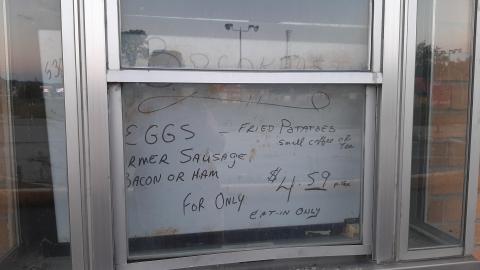 EGGS - FRIED POTATOES
small coffee or
Tea
RMER SAUSAGE
BACON OR HAM
$4.59
FOR ONLY
EAT-IN ONLY